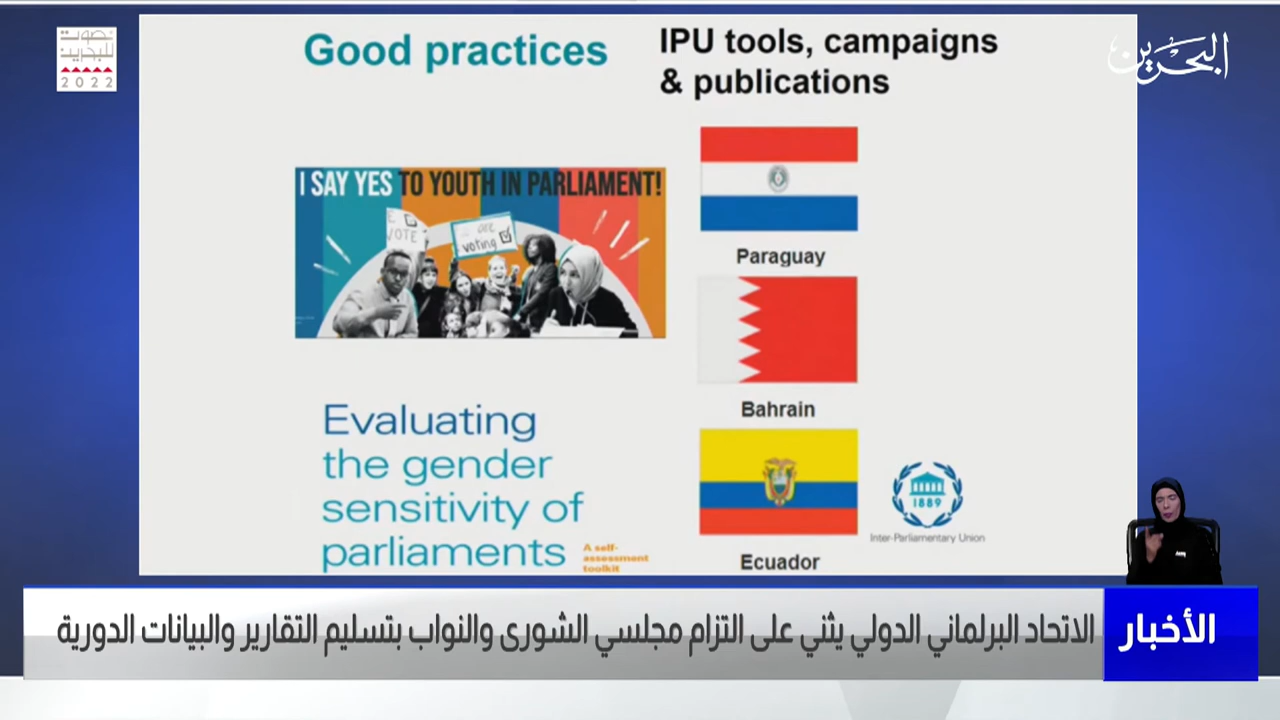 نصوت
للبحرين
2022
Good practices
IPU tools, campaigns
& publications
البحرين
I SAY YES TO YOUTH IN PARLIAMENT!
VOTE
voting
Paraguay
Bahrain
Evaluating
the gender
sensitivity of
parliaments
A self-
assessment
toolkit
1889
Inter-Parliamentary Union
Ecuador
الأخبار
الاتحاد البرلماني الدولي يثني على التزام مجلسي الشورى والنواب بتسليم التقارير والبيانات الدورية